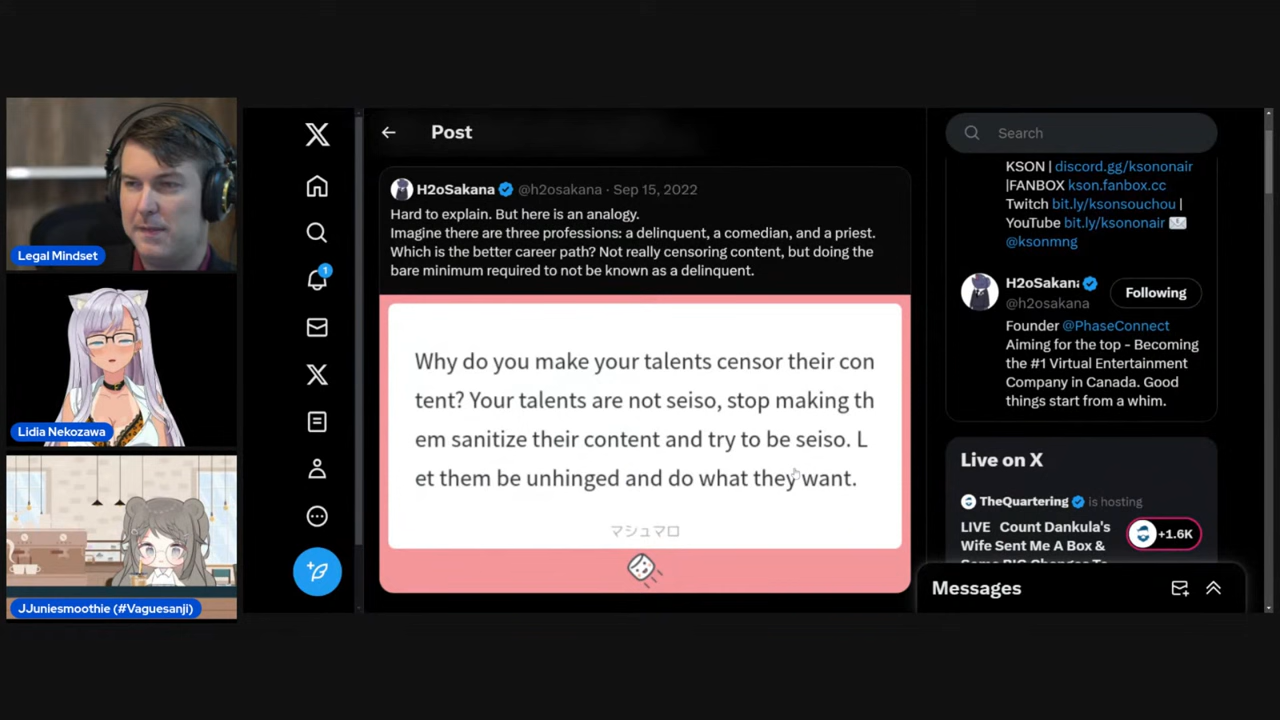 Legal Mindset
Lidia Nekozawa
JJuniesmoothie (#Vaguesanji)
1
Post
H2oSakana @h2osakana · Sep 15, 2022
Hard to explain. But here is an analogy.
Imagine there are three professions: a delinquent, a comedian, and a priest.
Which is the better career path? Not really censoring content, but doing the
bare minimum required to not be known as a delinquent.
Why do you make your talents censor their con
tent? Your talents are not seiso, stop making th
em sanitize their content and try to be seiso. L
et them be unhinged and do what they want.
マシュマロ
Search
KSON | discord.gg/ksononair
|FANBOX kson.fanbox.cc
Twitch bit.ly/ksonsouchou |
YouTube bit.ly/ksononair
@ksonmng
H2oSakana
@h2osakana
Following
Founder @PhaseConnect
Aiming for the top - Becoming
the #1 Virtual Entertainment
Company in Canada. Good
things start from a whim.
Live on X
TheQuartering is hosting
LIVE Count Dankula's
Wife Sent Me A Box &
+1.6K
Messages